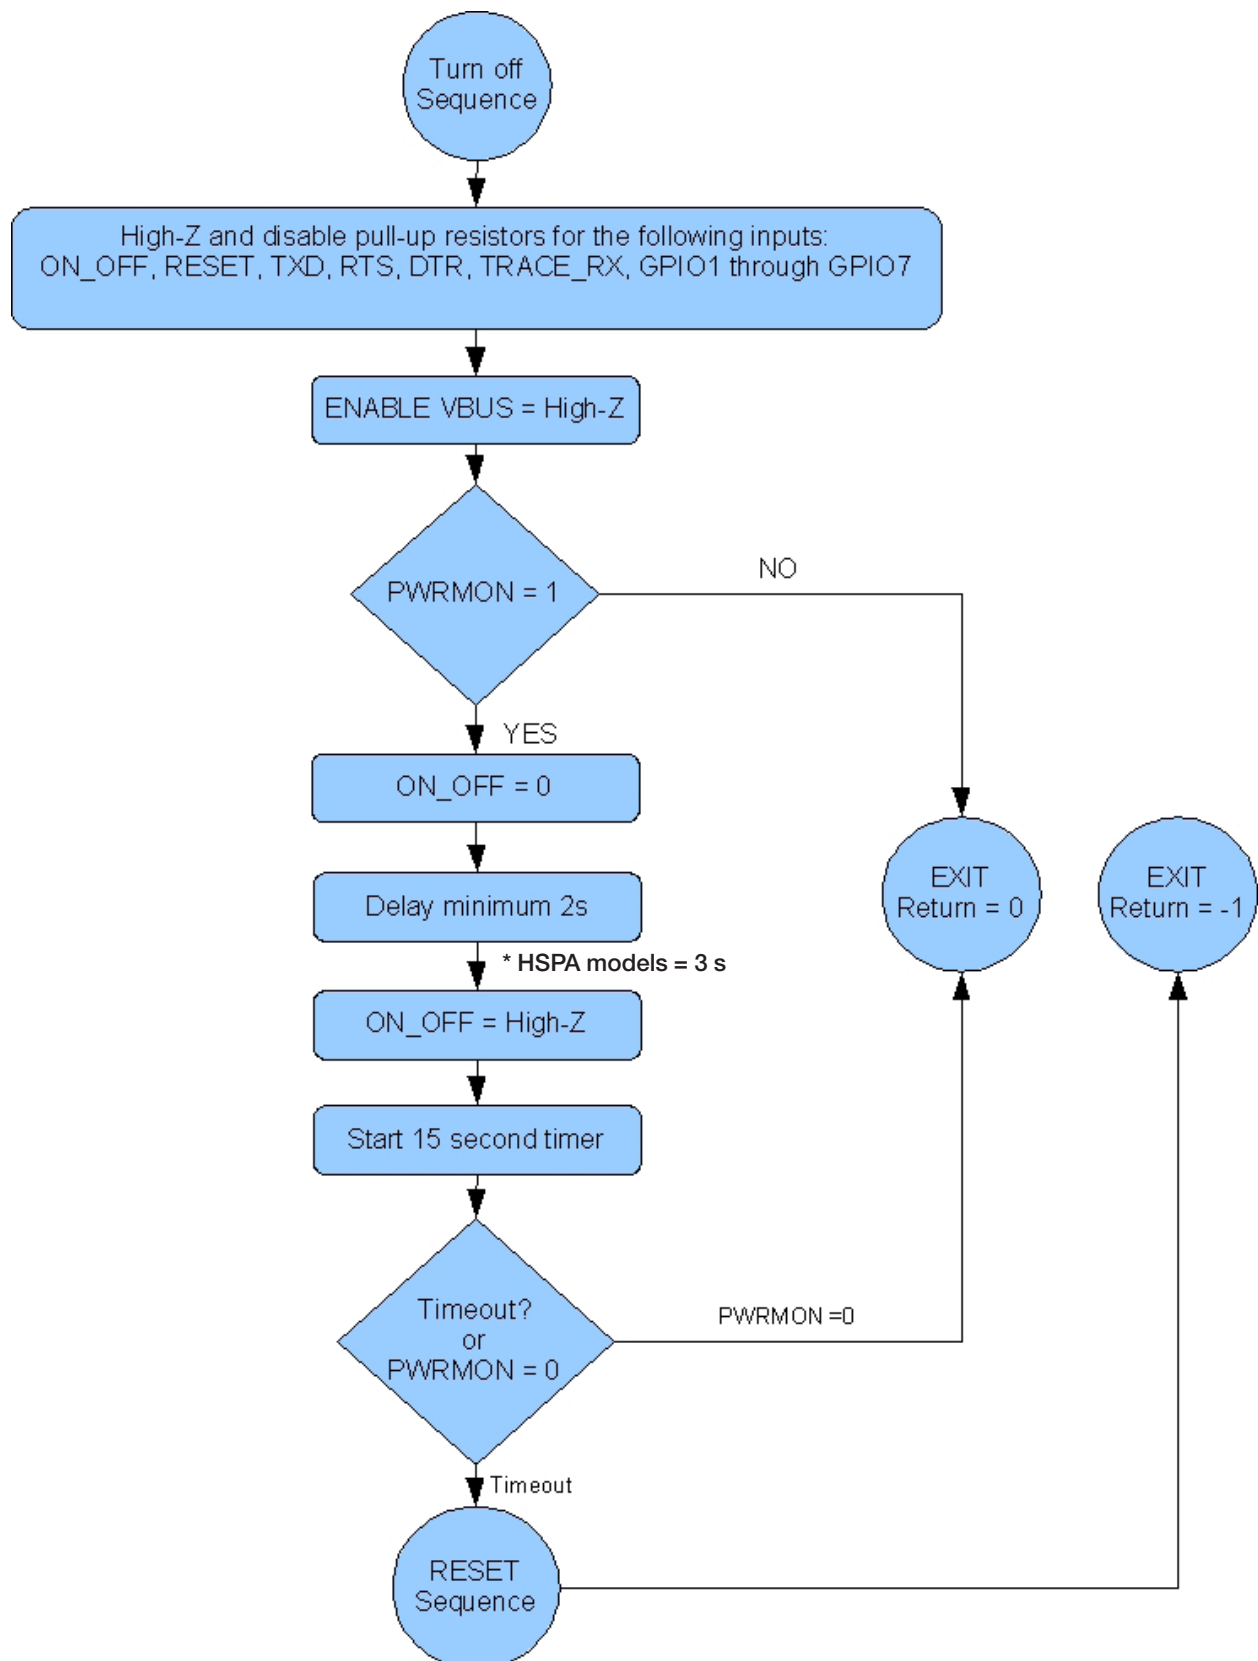 Turn off
Sequence
High-Z and disable pull-up resistors for the following inputs:
ON_OFF, RESET, TXD, RTS, DTR, TRACE_RX, GPIO1 through GPIO7
ENABLE VBUS = High-Z
PWRMON = 1
NO
YES
ON_OFF = 0
Delay minimum 2s
* HSPA models = 3 s
EXIT
Return = 0
EXIT
Return = -1
ON_OFF = High-Z
Start 15 second timer
Timeout?
or
PWRMON = 0
PWRMON =0
Timeout
RESET
Sequence